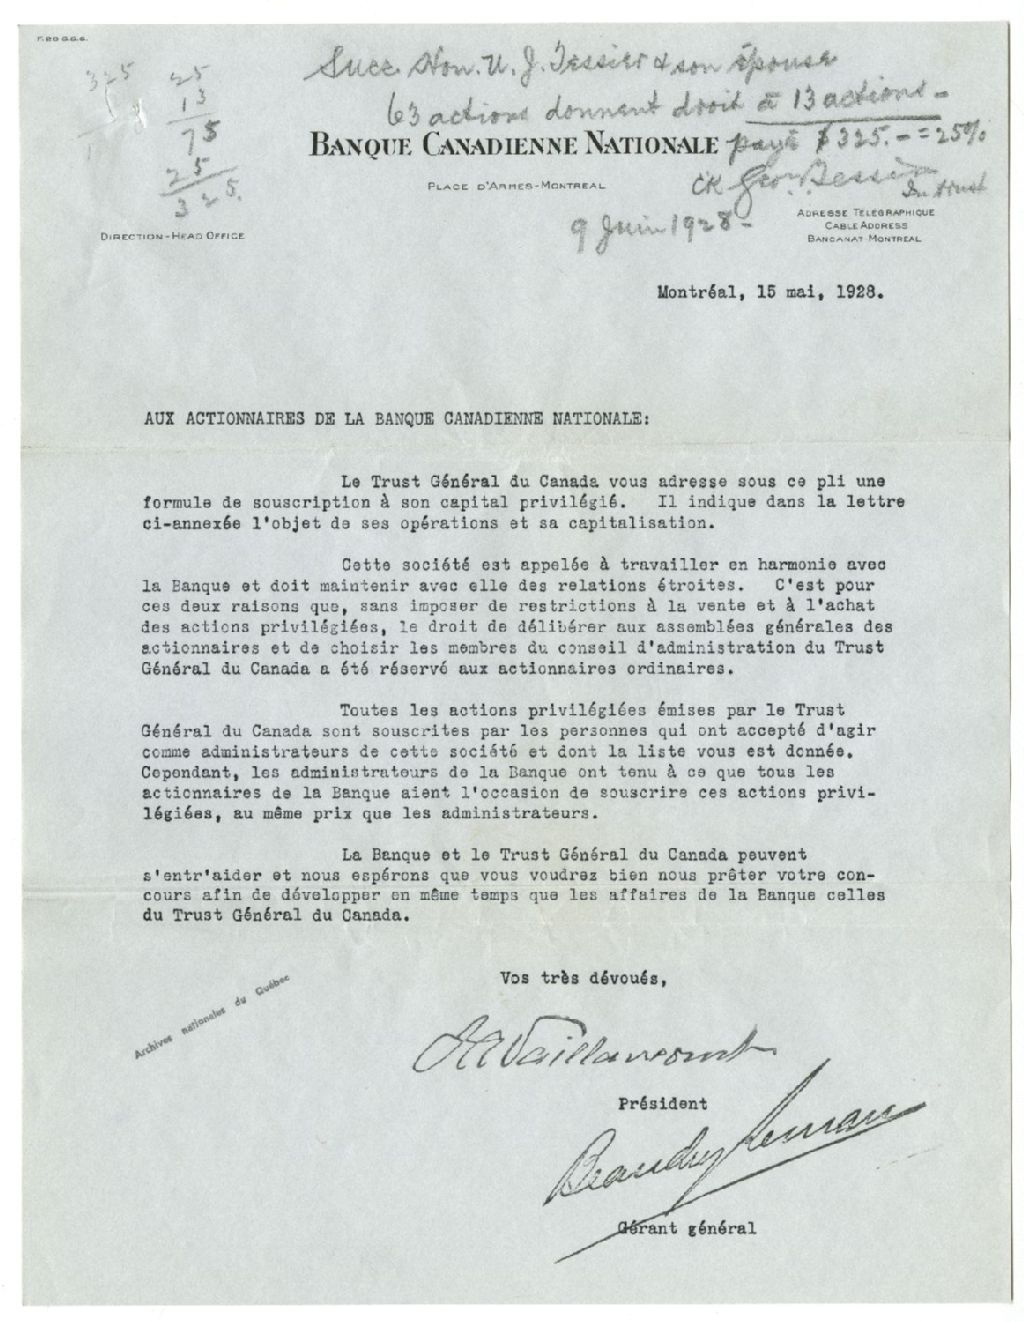 325
25
13
75
25
325.
Succ. Hon. U. J. Tessier & son épouse
63 actions donnent droit à 13 actions -
BANQUE CANADIENNE NATIONALE
payé $325.- = 25%
PLACE D'ARMES-MONTREAL
CK Geo. Tessier
In trust
9 Juin 1928-
DIRECTION-HEAD OFFICE
ADRESSE TELEGRAPHIQUE
CABLE ADDRESS
BANCANAT MONTREAL
Montréal, 15 mai, 1928.
AUX ACTIONNAIRES DE LA BANQUE CANADIENNE NATIONALE:
Le Trust Général du Canada vous adresse sous ce pli une
formule de souscription à son capital privilégié. Il indique dans la lettre
ci-annexée l'objet de ses opérations et sa capitalisation.
Cette société est appelée à travailler en harmonie avec
la Banque et doit maintenir avec elle des relations étroites. C'est pour
ces deux raisons que, sans imposer de restrictions à la vente et à l'achat
des actions privilégiées, le droit de délibérer aux assemblées générales des
actionnaires et de choisir les membres du conseil d'administration du Trust
Général du Canada a été réservé aux actionnaires ordinaires.
Toutes les actions privilégiées émises par le Trust
Général du Canada sont souscrites par les personnes qui ont accepté d'agir
comme administrateurs de cette société et dont la liste vous est donnée.
Cependant, les administrateurs de la Banque ont tenu à ce que tous les
actionnaires de la Banque aient l'occasion de souscrire ces actions privi-
légiées, au même prix que les administrateurs.
La Banque et le Trust Général du Canada peuvent
s'entr'aider et nous espérons que vous voudrez bien nous prêter votre con-
cours afin de développer en même temps que les affaires de la Banque celles
du Trust Général du Canada.
Vos très dévoués,
Archives nationales du Québec
JAVaillancourt
Président
Beaudry Leman
Gérant général